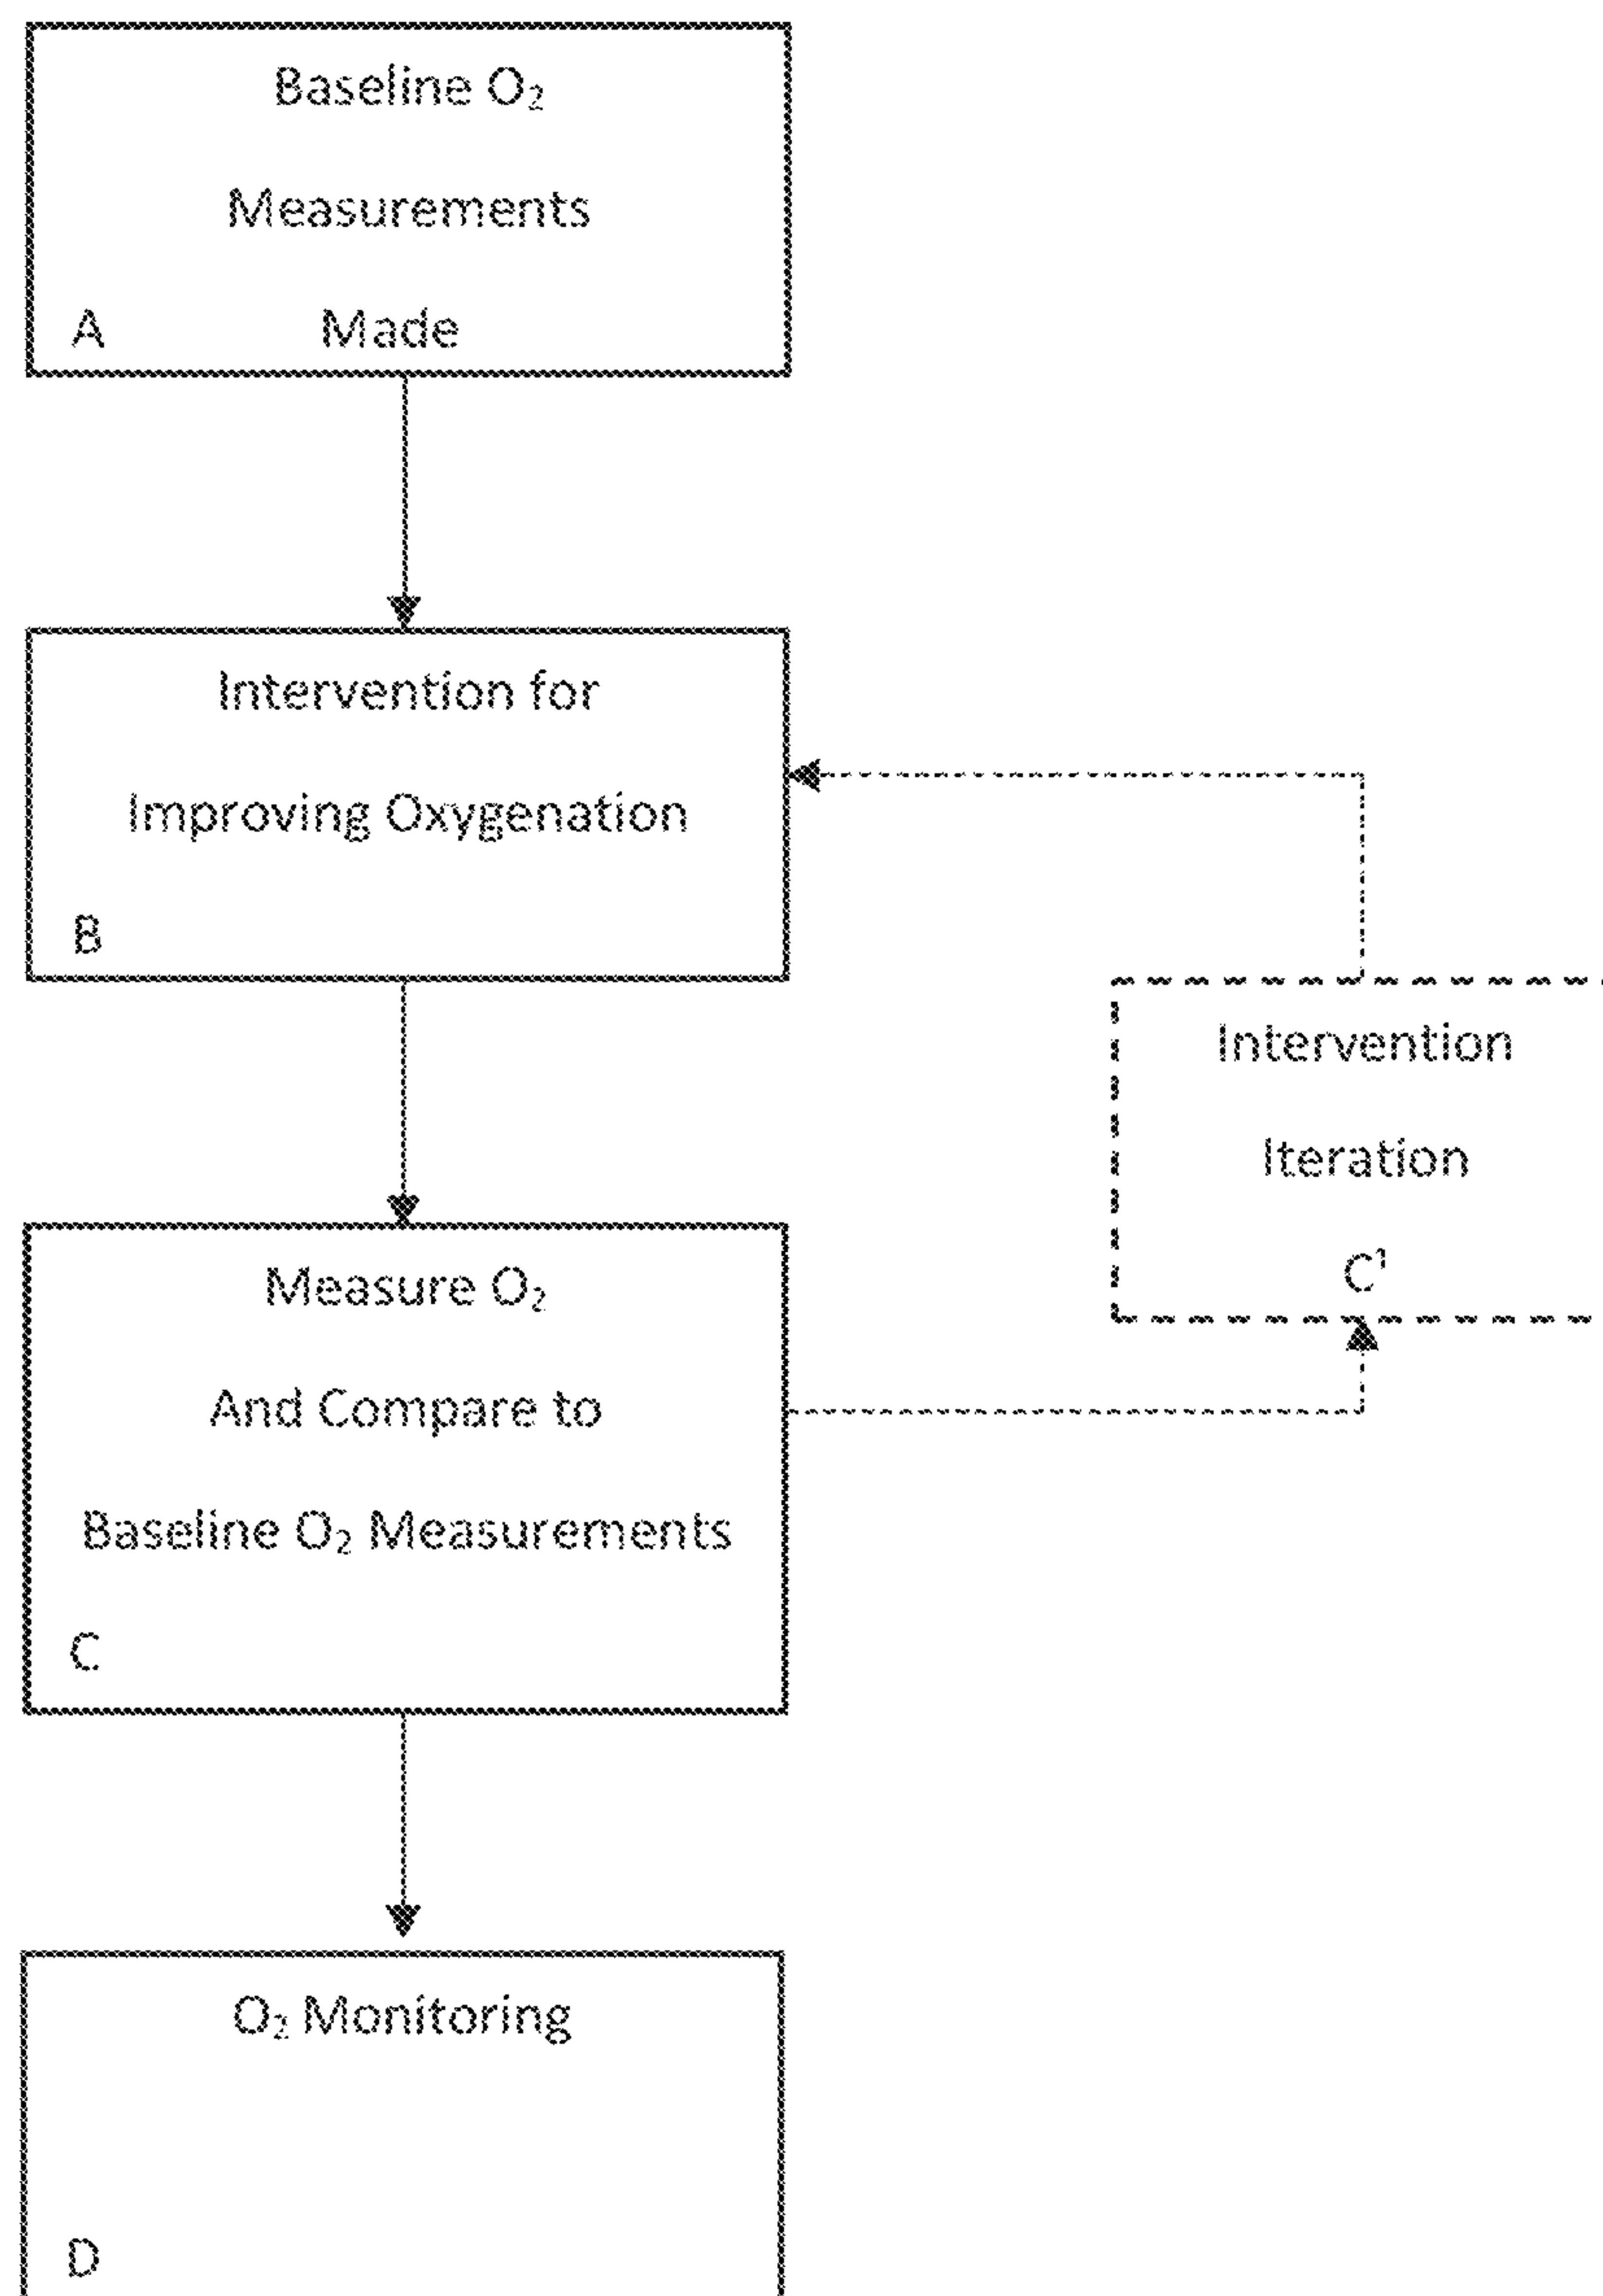 Baseline O₂
Measurements
A Made
Intervention for
Improving Oxygenation
B
Intervention
Iteration
C¹
Measure O₂
And Compare to
Baseline O₂ Measurements
C
O₂ Monitoring
D